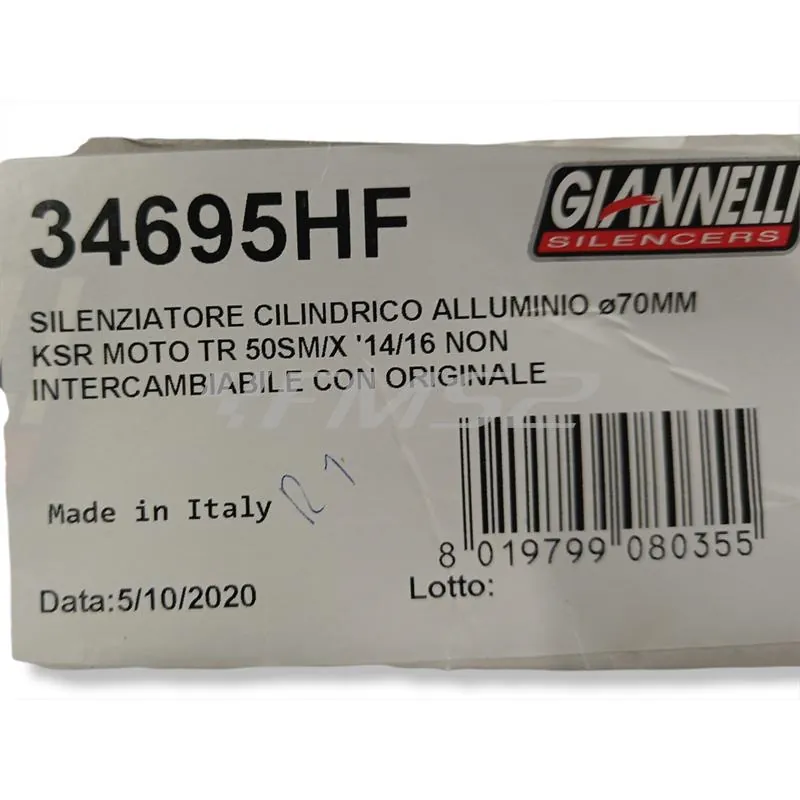 34695HF
GIANNELLI
SILENCERS
SILENZIATORE CILINDRICO ALLUMINIO ø70MM
KSR MOTO TR 50SM/X '14/16 NON
INTERCAMBIABILE CON ORIGINALE
Made in Italy
8 019799 080355
Data:5/10/2020
Lotto: